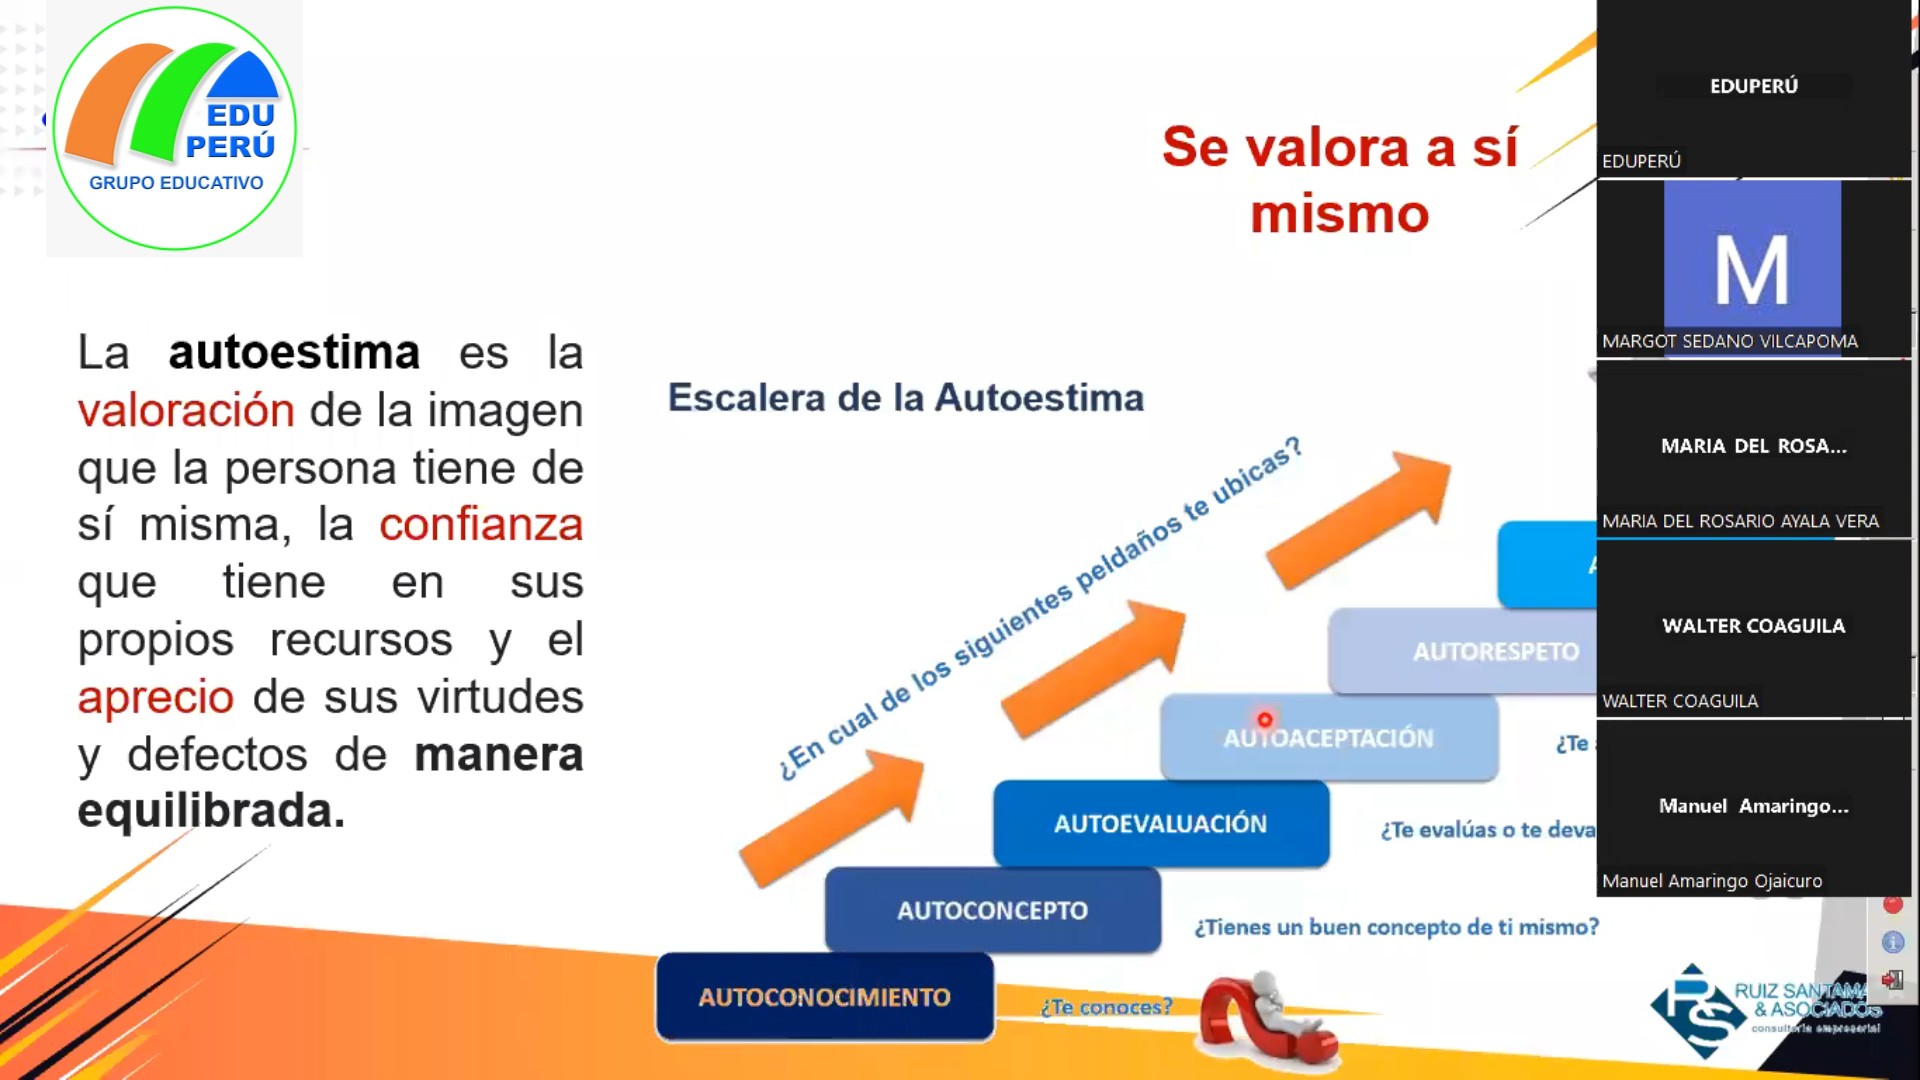 EDU
PERÚ
GRUPO EDUCATIVO
Se valora a sí
mismo
La autoestima es la
valoración de la imagen
que la persona tiene de
sí misma, la confianza
que tiene en sus
propios recursos y el
aprecio de sus virtudes
y defectos de manera
equilibrada.
Escalera de la Autoestima
¿En cual de los siguientes peldaños te ubicas?
AUTORESPETO
AUTOACEPTACIÓN
¿Te
AUTOEVALUACIÓN
¿Te evalúas o te deva
AUTOCONCEPTO
¿Tienes un buen concepto de ti mismo?
AUTOCONOCIMIENTO
¿Te conoces?
EDUPERÚ
EDUPERÚ
M
MARGOT SEDANO VILCAPOMA
MARIA DEL ROSA...
MARIA DEL ROSARIO AYALA VERA
WALTER COAGUILA
WALTER COAGUILA
Manuel Amaringo...
Manuel Amaringo Ojaicuro
RUIZ SANTAMA
& ASOCIADOS
consultoría empresarial